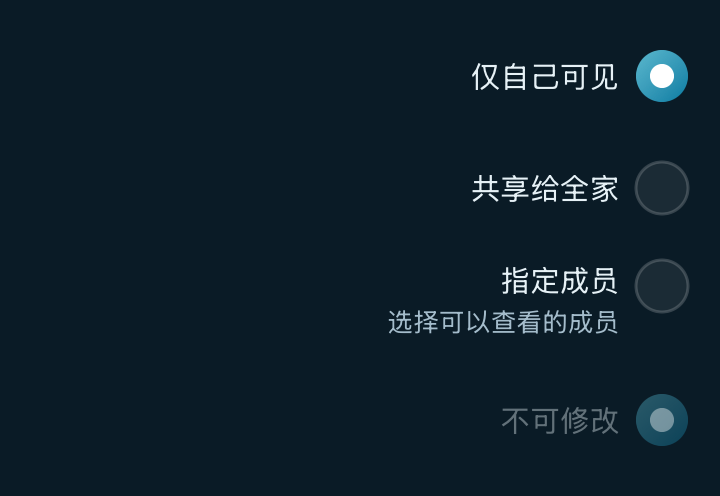 仅自己可见
共享给全家
指定成员
选择可以查看的成员
不可修改